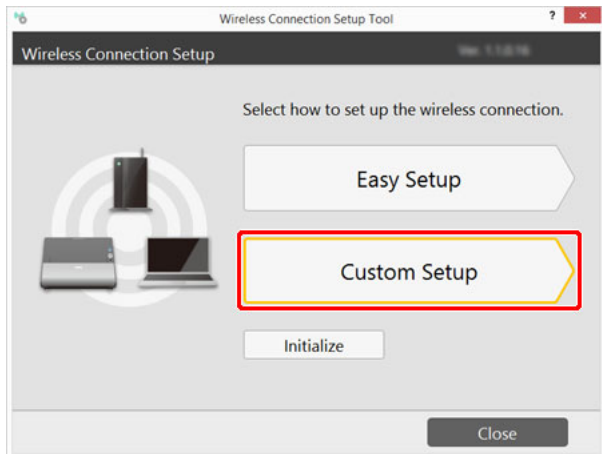 Wireless Connection Setup Tool
?
Wireless Connection Setup
Select how to set up the wireless connection.
Easy Setup
Custom Setup
Initialize
Close